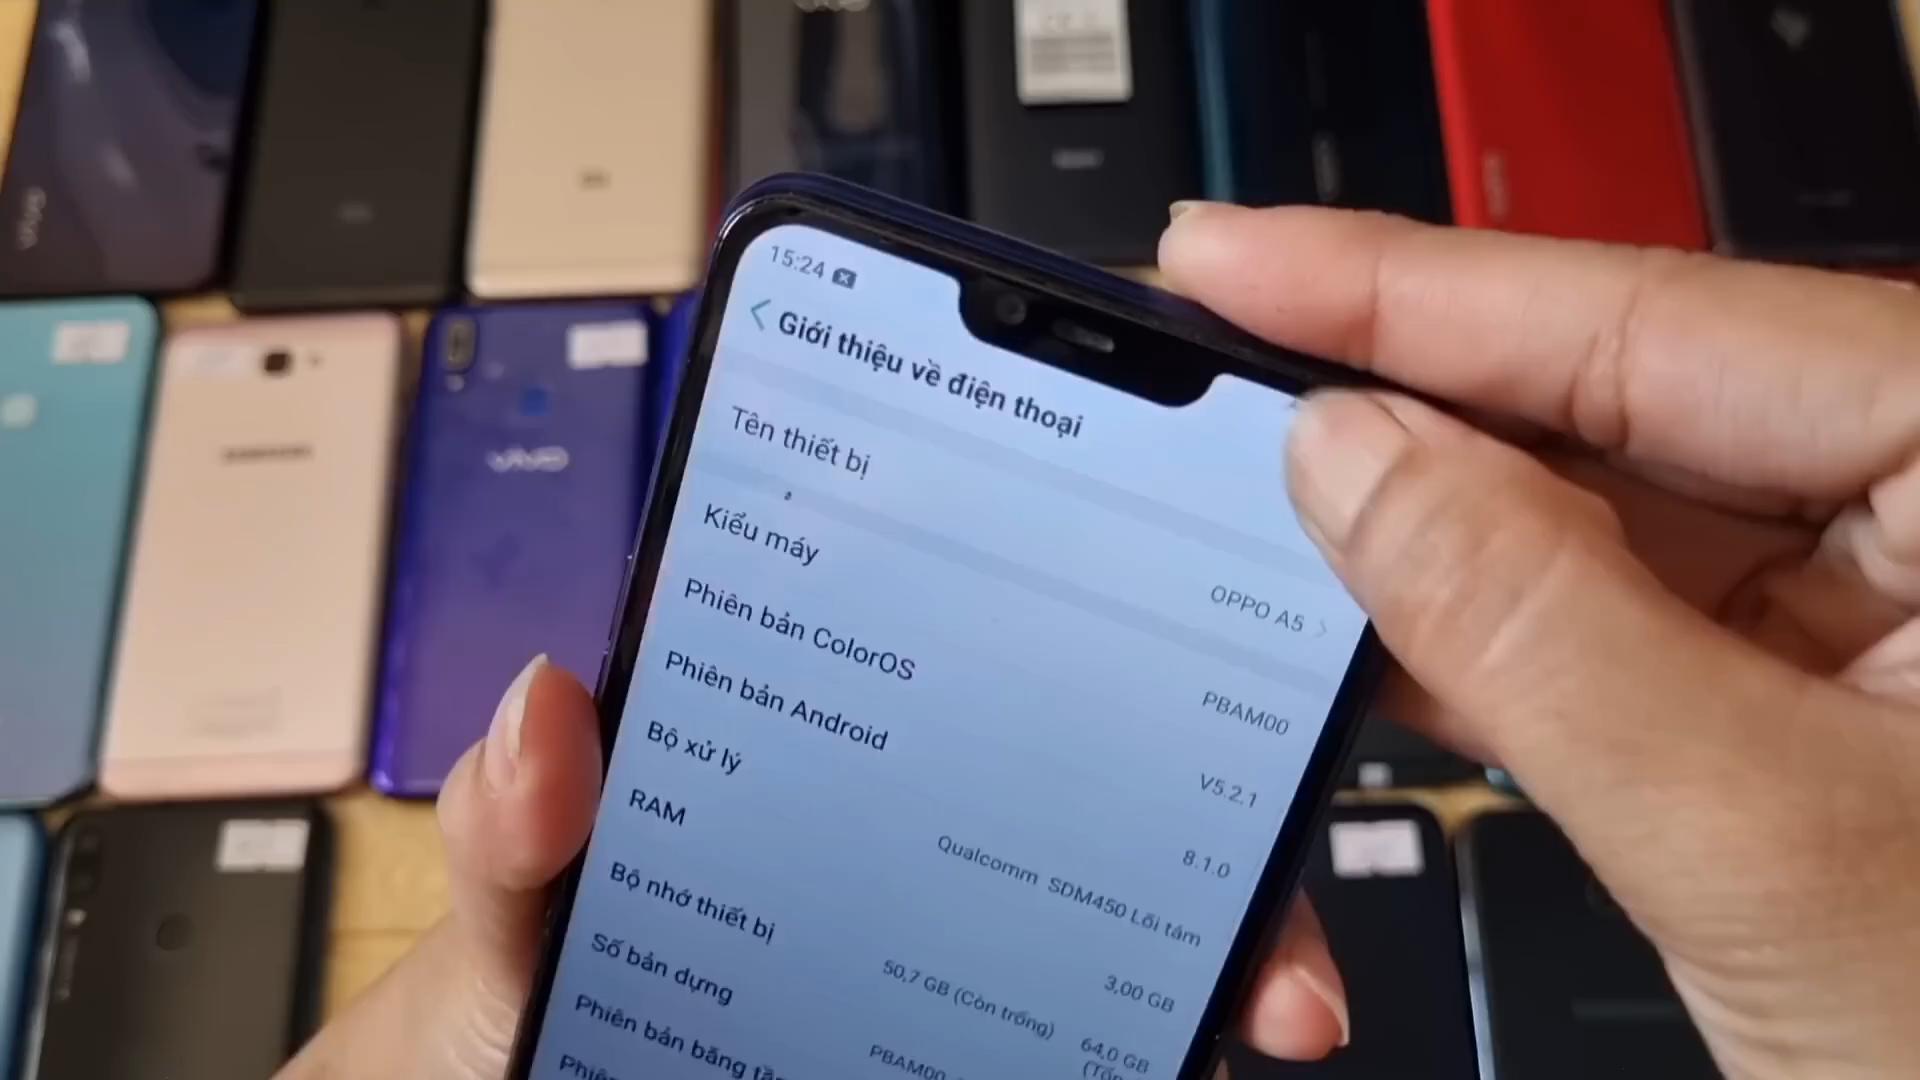 15:24
Giới thiệu về điện thoại
Tên thiết bị
OPPO A5
Kiểu máy
PBAM00
Phiên bản ColorOS
V5.2.1
Phiên bản Android
8.1.0
Bộ xử lý
Qualcomm SDM450 Lõi tám
RAM
3,00 GB
Bộ nhớ thiết bị
50,7 GB (Còn trống)
64,0 GB
Số bản dựng
PBAM00
Phiên bản băng
vivo
SAMSUNG
vivo